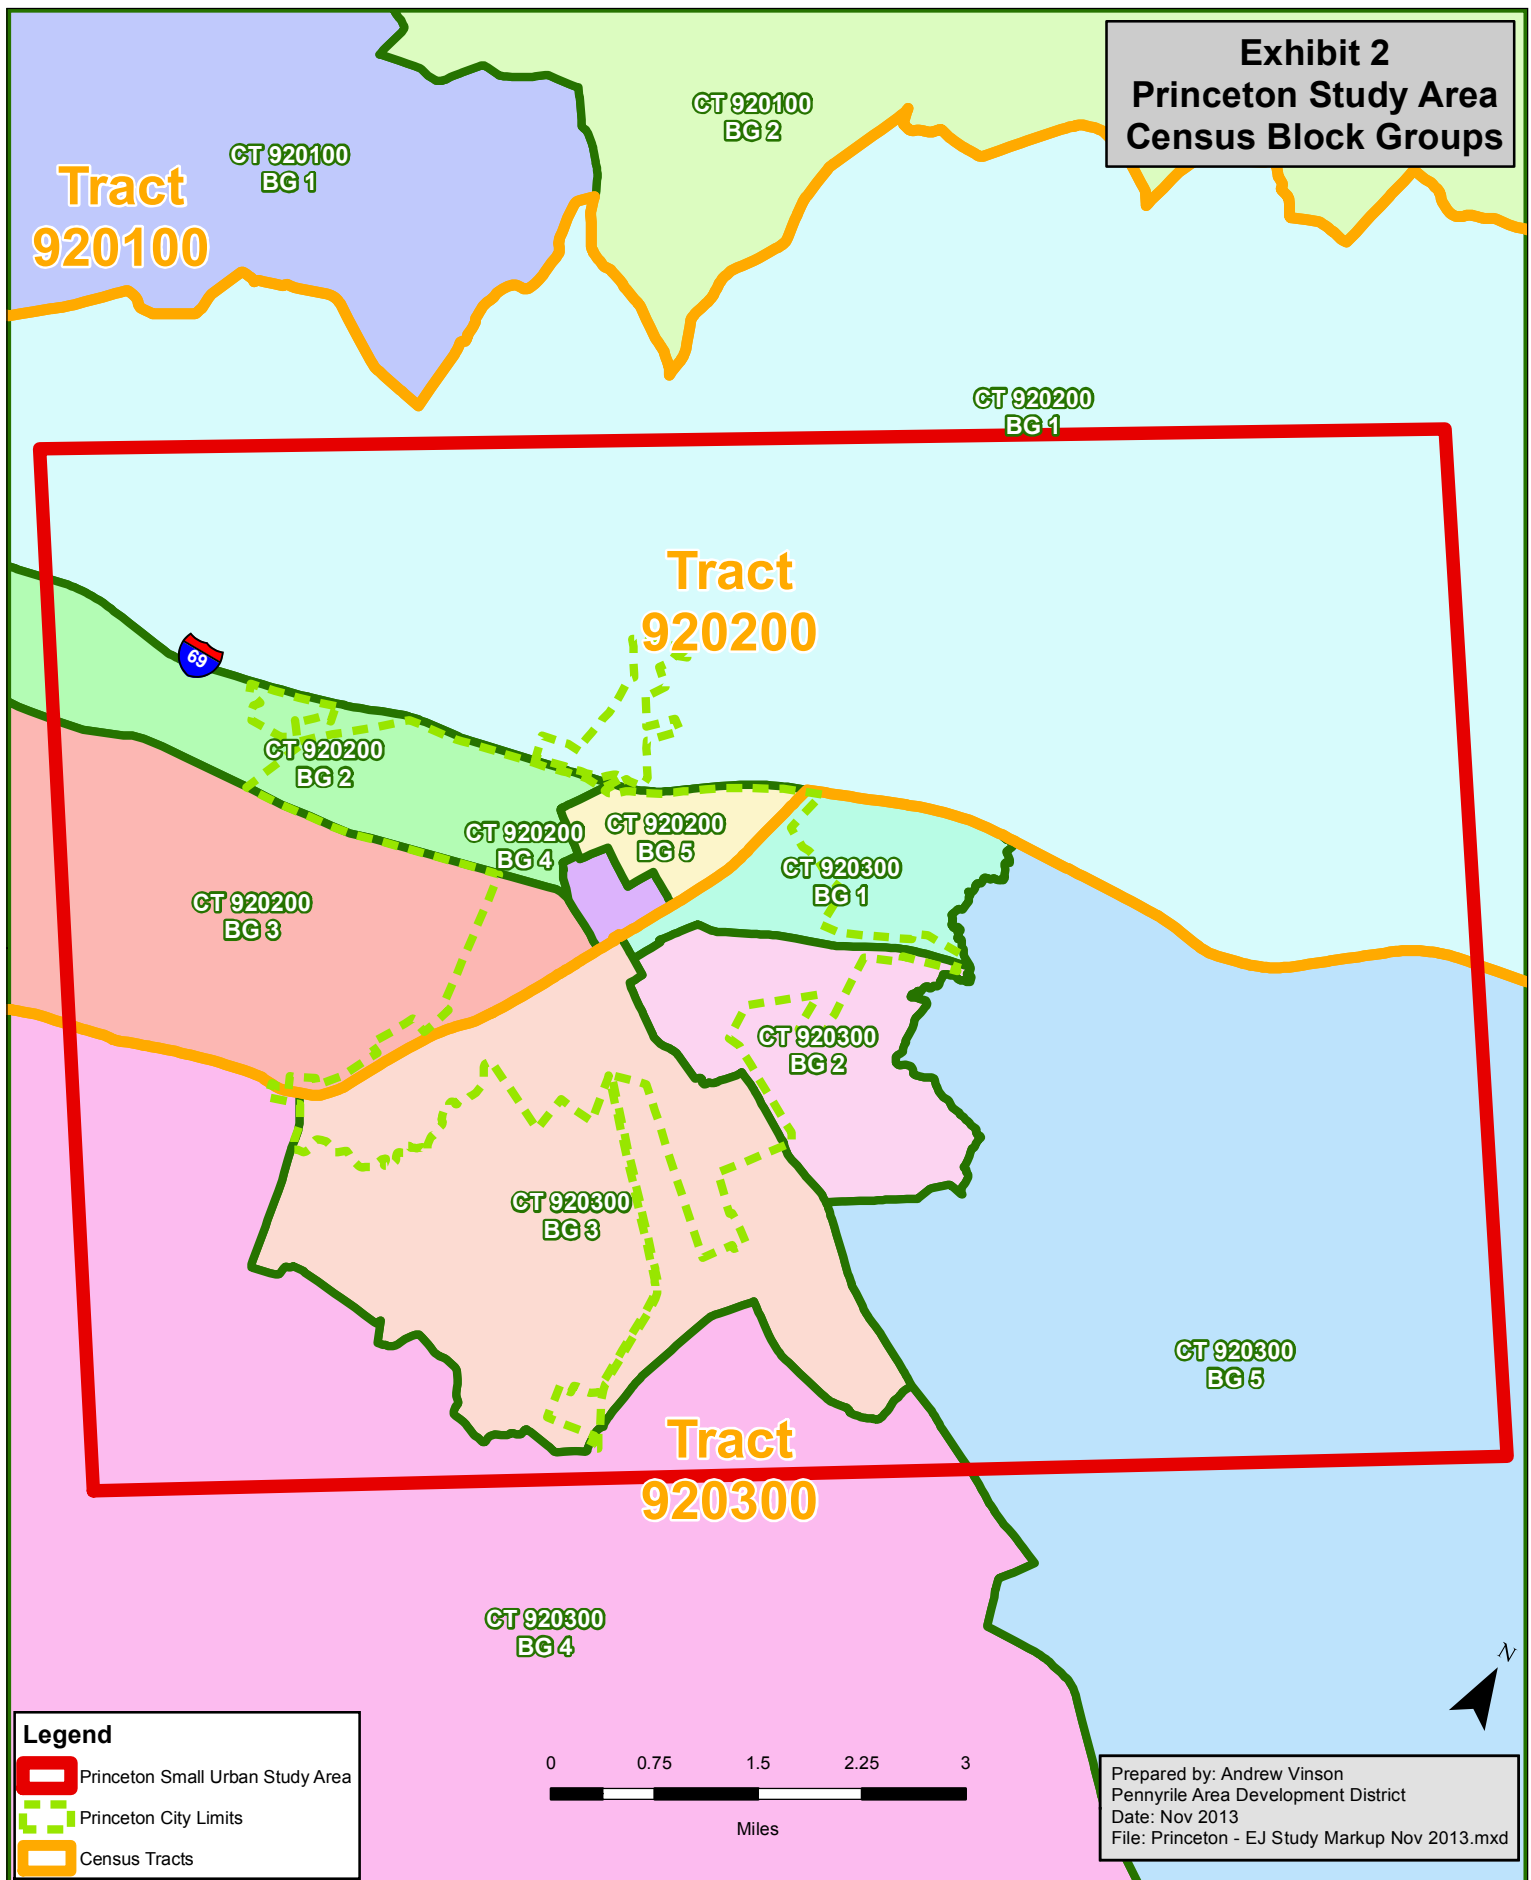 Exhibit 2
Princeton Study Area
Census Block Groups
CT 920100
BG 2
CT 920100
BG 1
Tract
920100
CT 920200
BG 1
Tract
920200
69
CT 920200
BG 2
CT 920200
BG 4
CT 920200
BG 5
CT 920300
BG 1
CT 920200
BG 3
CT 920300
BG 2
CT 920300
BG 3
CT 920300
BG 5
Tract
920300
CT 920300
BG 4
N
Legend
Princeton Small Urban Study Area
Princeton City Limits
Census Tracts
0 0.75 1.5 2.25 3
Miles
Prepared by: Andrew Vinson
Pennyrile Area Development District
Date: Nov 2013
File: Princeton - EJ Study Markup Nov 2013.mxd